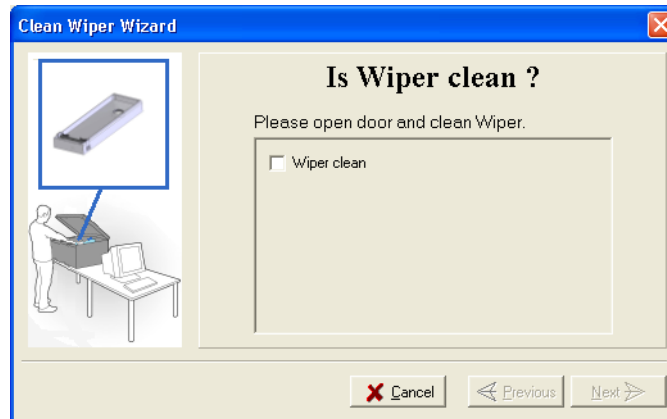 Clean Wiper Wizard
Is Wiper clean ?
Please open door and clean Wiper.
Wiper clean
Cancel
Previous
Next